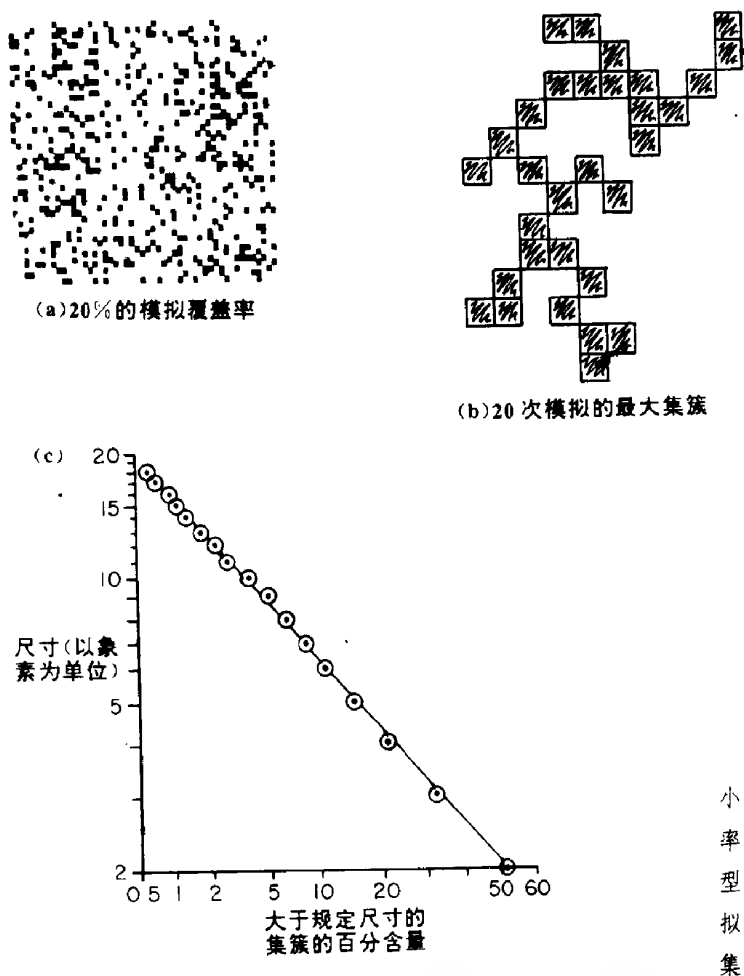 (a)20%的模拟覆盖率
(b)20次模拟的最大集簇
(c)
20
15
10
尺寸(以象
素为单位)
5
2
0.5 1 2 5 10 20 50 60
大于规定尺寸的
集簇的百分含量
小
率
型
拟
集